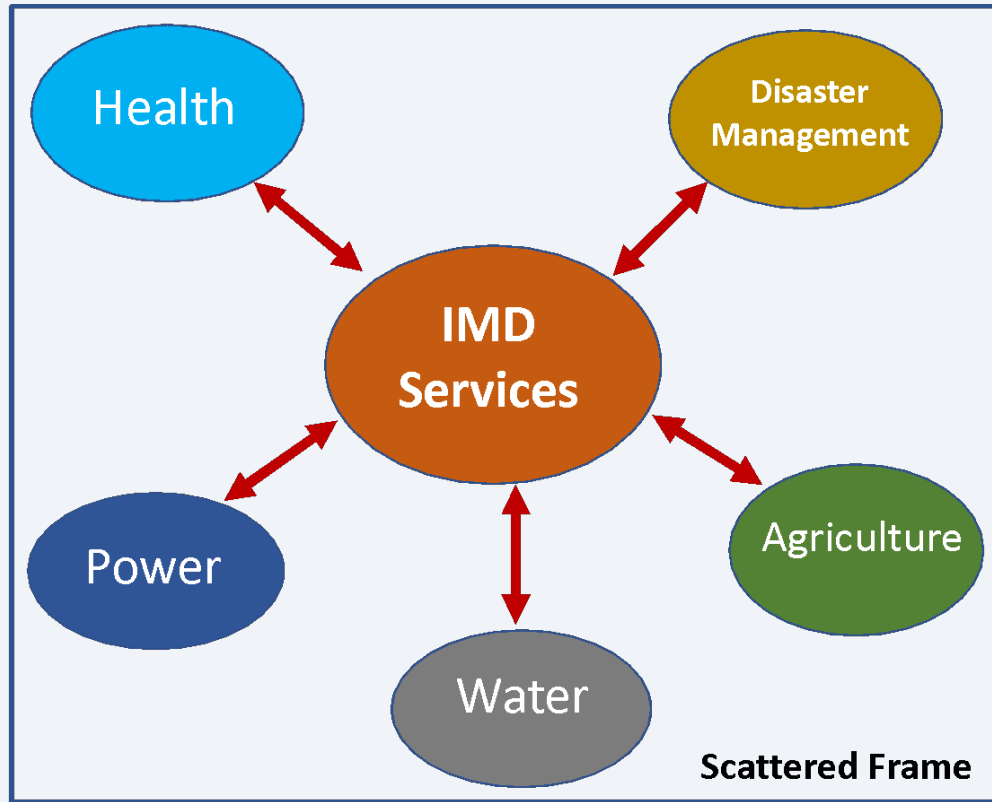 Health
Disaster
Management
IMD
Services
Power
Agriculture
Water
Scattered Frame